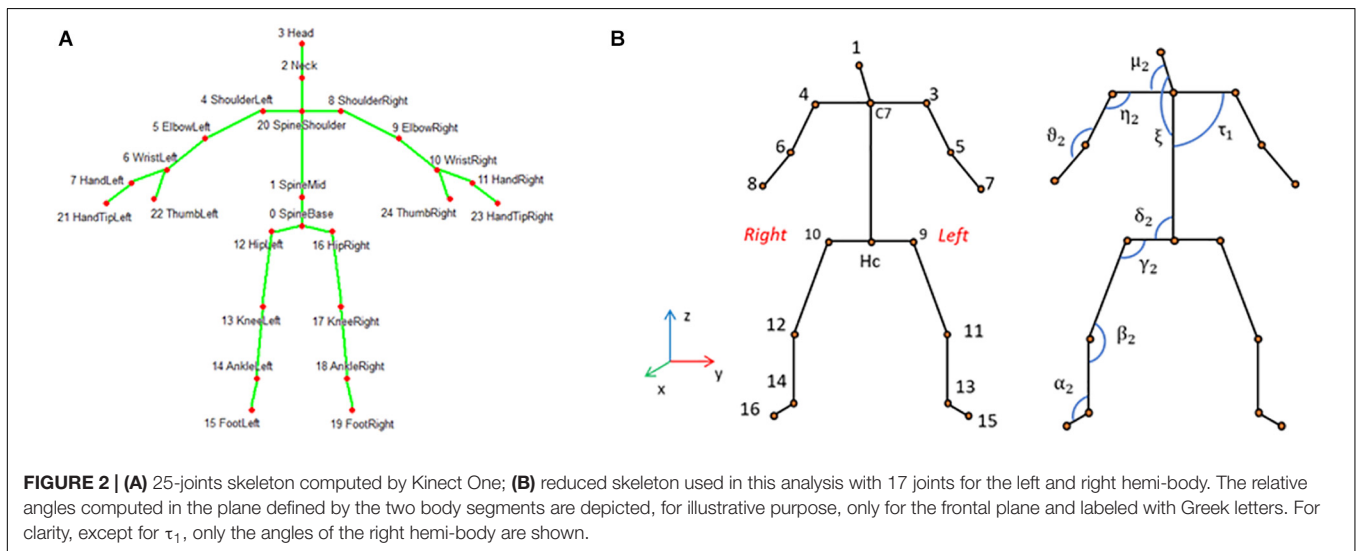 A
3 Head
2 Neck
4 ShoulderLeft
8 ShoulderRight
20 SpineShoulder
5 ElbowLeft
9 ElbowRight
6 WristLeft
10 WristRight
7 HandLeft
11 HandRight
1 SpineMid
21 HandTipLeft
22 ThumbLeft
0 SpineBase
24 ThumbRight
23 HandTipRight
12 HipLeft
16 HipRight
13 KneeLeft
17 KneeRight
14 AnkleLeft
18 AnkleRight
15 FootLeft
19 FootRight
B
1
4
3
C7
6
5
8
7
Right
10
9
Left
Hc
12
11
z
y
x
14
13
16
15
μ2
η2
τ1
ξ
ϑ2
δ2
γ2
β2
α2
FIGURE 2 | (A) 25-joints skeleton computed by Kinect One; (B) reduced skeleton used in this analysis with 17 joints for the left and right hemi-body. The relative
angles computed in the plane defined by the two body segments are depicted, for illustrative purpose, only for the frontal plane and labeled with Greek letters. For
clarity, except for τ1, only the angles of the right hemi-body are shown.